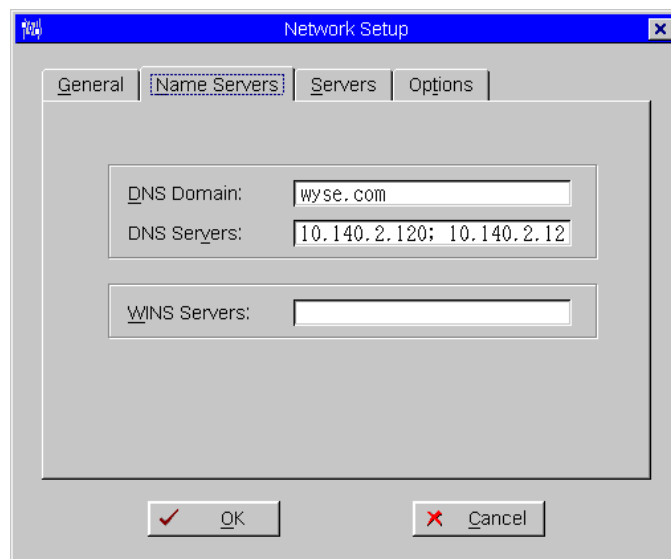 Network Setup
General Name Servers Servers Options
DNS Domain: wyse.com
DNS Servers: 10.140.2.120; 10.140.2.12
WINS Servers:
OK Cancel